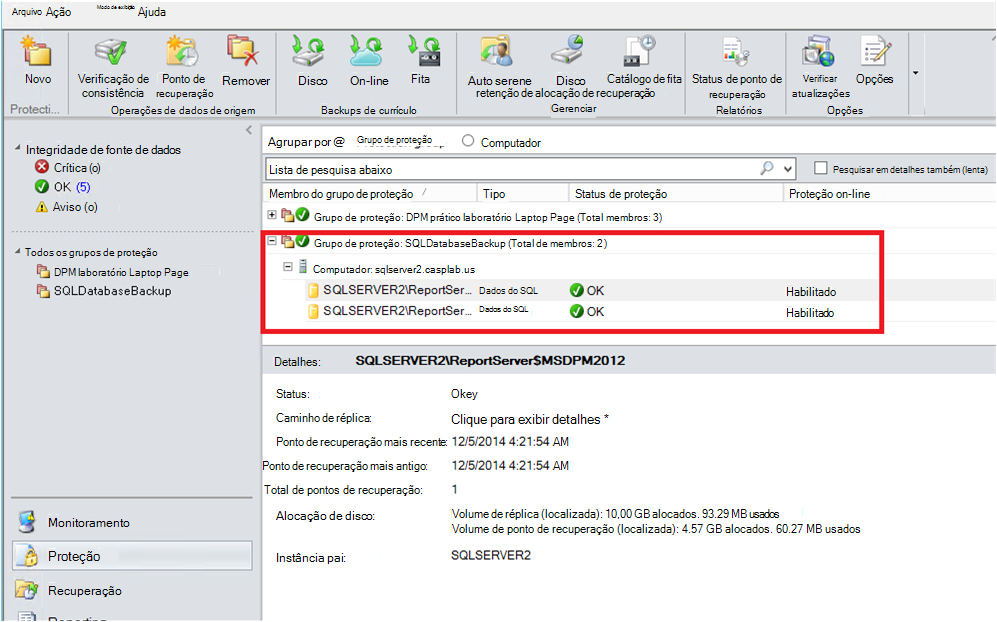 Arquivo Ação Modo de exibição Ajuda
Novo
Verificação de consistência
Ponto de recuperação
Remover
Disco
On-line
Fita
Auto serene Disco Catálogo de fita
retenção de alocação de recuperação
Status de ponto de recuperação
Verificar atualizações
Opções
Protecti...
Operações de dados de origem
Backups de currículo
Gerenciar
Relatórios
Opções
Integridade de fonte de dados
Crítica (o)
OK (5)
Aviso (o)
Todos os grupos de proteção
DPM laboratório Laptop Page
SQLDatabaseBackup
Monitoramento
Proteção
Recuperação
Reporting
Agrupar por @ Grupo de proteção Computador
Lista de pesquisa abaixo
Pesquisar em detalhes também (lenta)
Membro do grupo de proteção / Tipo Status de proteção Proteção on-line
Grupo de proteção: DPM prático laboratório Laptop Page (Total membros: 3)
Grupo de proteção: SQLDatabaseBackup (Total de membros: 2)
Computador: sqlserver2.casplab.us
SQLSERVER2\ReportSer... Dados do SQL OK Habilitado
SQLSERVER2\ReportSer... Dados do SQL OK Habilitado
Detalhes: SQLSERVER2\ReportServer$MSDPM2012
Status: Okey
Caminho de réplica: Clique para exibir detalhes *
Ponto de recuperação mais recente: 12/5/2014 4:21:54 AM
Ponto de recuperação mais antigo: 12/5/2014 4:21:54 AM
Total de pontos de recuperação: 1
Alocação de disco: Volume de réplica (localizada): 10,00 GB alocados. 93.29 MB usados
Volume de ponto de recuperação (localizada): 4.57 GB alocados. 60.27 MB usados
Instância pai: SQLSERVER2